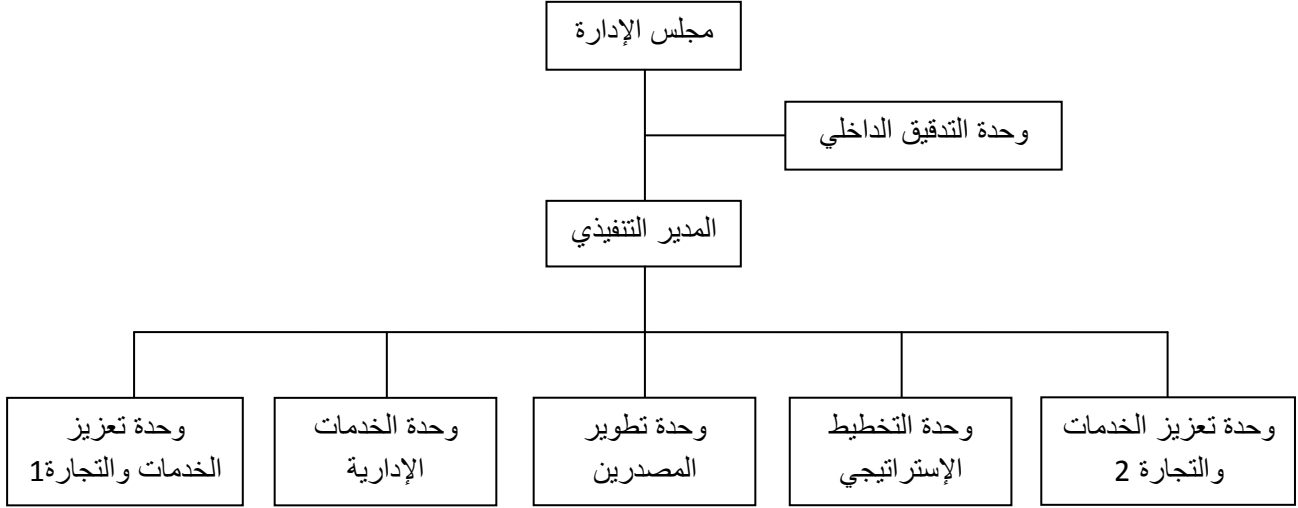 مجلس الإدارة
وحدة التدقيق الداخلي
المدير التنفيذي
وحدة تعزيز الخدمات
والتجارة 2
وحدة التخطيط
الإستراتيجي
وحدة تطوير
المصدرين
وحدة الخدمات
الإدارية
وحدة تعزيز
الخدمات والتجارة1